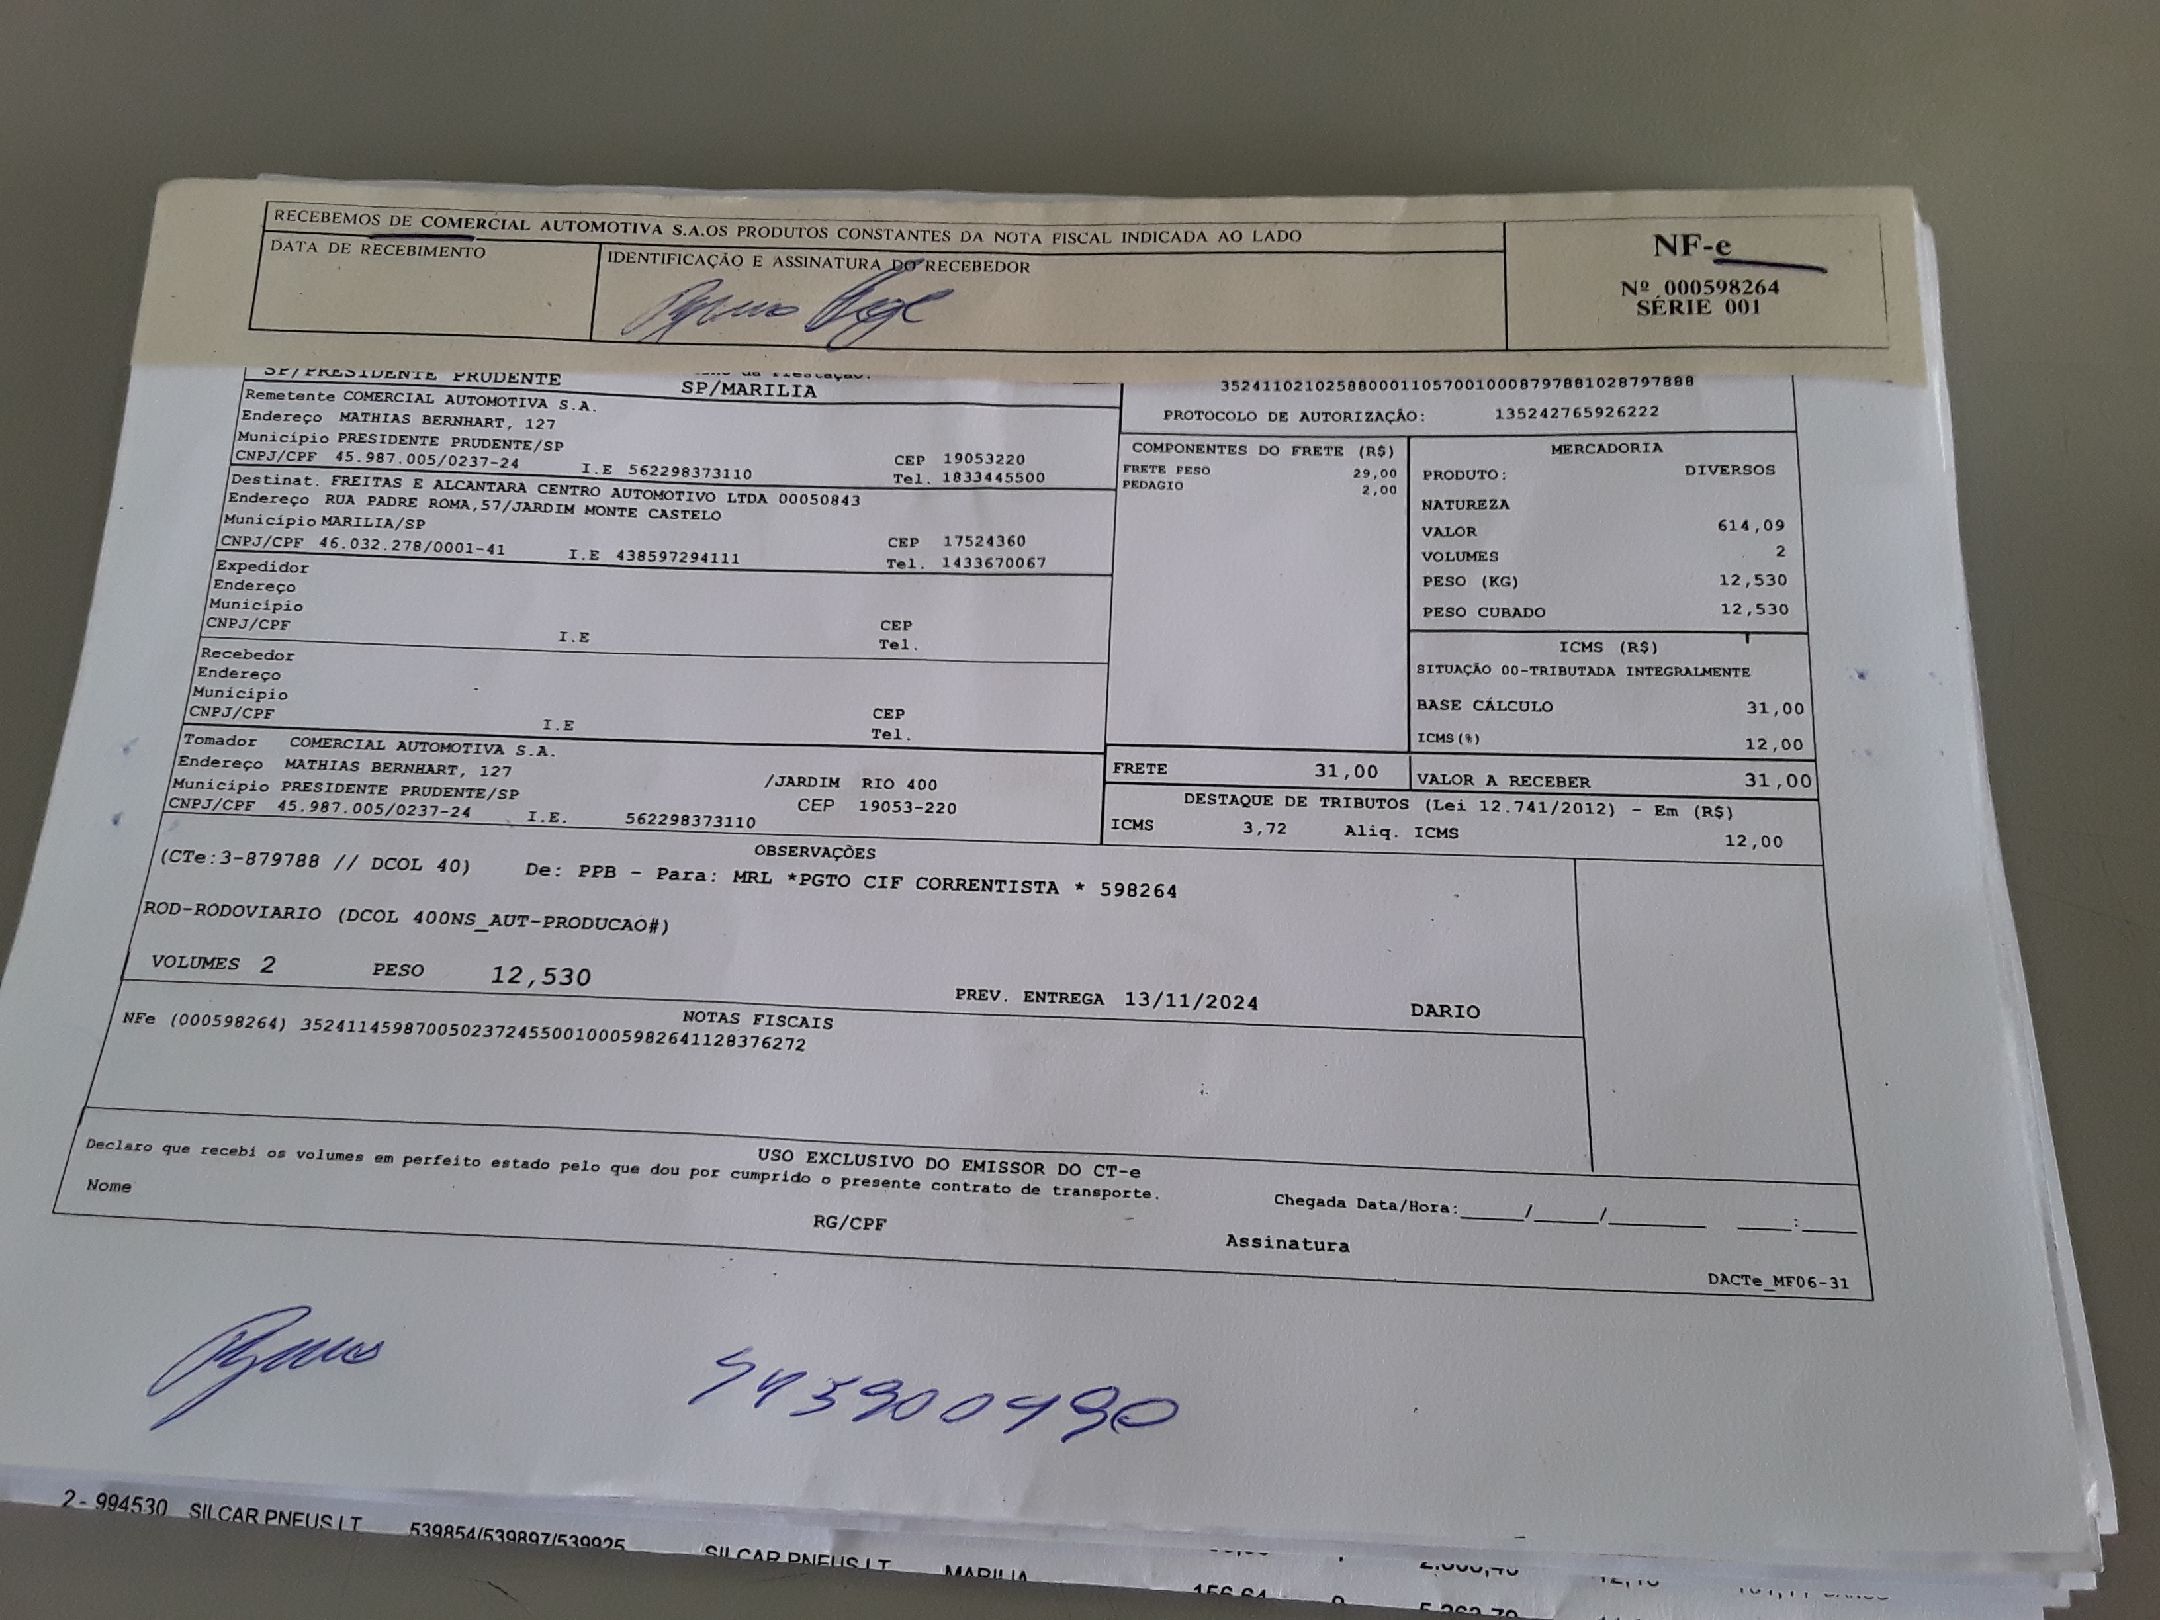 RECEBEMOS DE COMERCIAL AUTOMOTIVA S.A.OS PRODUTOS CONSTANTES DA NOTA FISCAL INDICADA AO LADO
DATA DE RECEBIMENTO
IDENTIFICAÇÃO E ASSINATURA DO RECEBEDOR
NF-e
Nº 000598264
SÉRIE 001
SP/PRESIDENTE PRUDENTE
SP/MARILIA
Remetente COMERCIAL AUTOMOTIVA S.A.
Endereço MATHIAS BERNHART, 127
Município PRESIDENTE PRUDENTE/SP
CNPJ/CPF 45.987.005/0237-24 I.E 562298373110
CEP 19053220
Tel. 1833445500
Destinat. FREITAS E ALCANTARA CENTRO AUTOMOTIVO LTDA 00050843
Endereço RUA PADRE ROMA,57/JARDIM MONTE CASTELO
Município MARILIA/SP
CNPJ/CPF 46.032.278/0001-41 I.E 438597294111
CEP 17524360
Tel. 1433670067
Expedidor
Endereço
Município
CNPJ/CPF I.E
CEP
Tel.
Recebedor
Endereço
Município
CNPJ/CPF I.E
CEP
Tel.
Tomador COMERCIAL AUTOMOTIVA S.A.
Endereço MATHIAS BERNHART, 127 /JARDIM RIO 400
Município PRESIDENTE PRUDENTE/SP CEP 19053-220
CNPJ/CPF 45.987.005/0237-24 I.E. 562298373110
35241102102588000110570010008797881028797888
PROTOCOLO DE AUTORIZAÇÃO: 135242765926222
COMPONENTES DO FRETE (R$)
FRETE PESO 29,00
PEDAGIO 2,00
MERCADORIA
PRODUTO: DIVERSOS
NATUREZA
VALOR 614,09
VOLUMES 2
PESO (KG) 12,530
PESO CUBADO 12,530
ICMS (R$)
SITUAÇÃO 00-TRIBUTADA INTEGRALMENTE
BASE CÁLCULO 31,00
ICMS(%) 12,00
FRETE 31,00
VALOR A RECEBER 31,00
DESTAQUE DE TRIBUTOS (Lei 12.741/2012) - Em (R$)
ICMS 3,72 Aliq. ICMS 12,00
OBSERVAÇÕES
(CTe:3-879788 // DCOL 40) De: PPB - Para: MRL *PGTO CIF CORRENTISTA * 598264
ROD-RODOVIARIO (DCOL 400NS_AUT-PRODUCAO#)
VOLUMES 2 PESO 12,530
PREV. ENTREGA 13/11/2024 DARIO
NOTAS FISCAIS
NFe (000598264) 35241145987005023724550010005982641128376272
USO EXCLUSIVO DO EMISSOR DO CT-e
Declaro que recebi os volumes em perfeito estado pelo que dou por cumprido o presente contrato de transporte.
Chegada Data/Hora:_____/_____/_______ ____:____
Nome RG/CPF Assinatura
DACTe_MF06-31
2- 994530 SILCAR PNEUS LT 539854/539897/539925 SILCAR PNEUS LT MARILIA